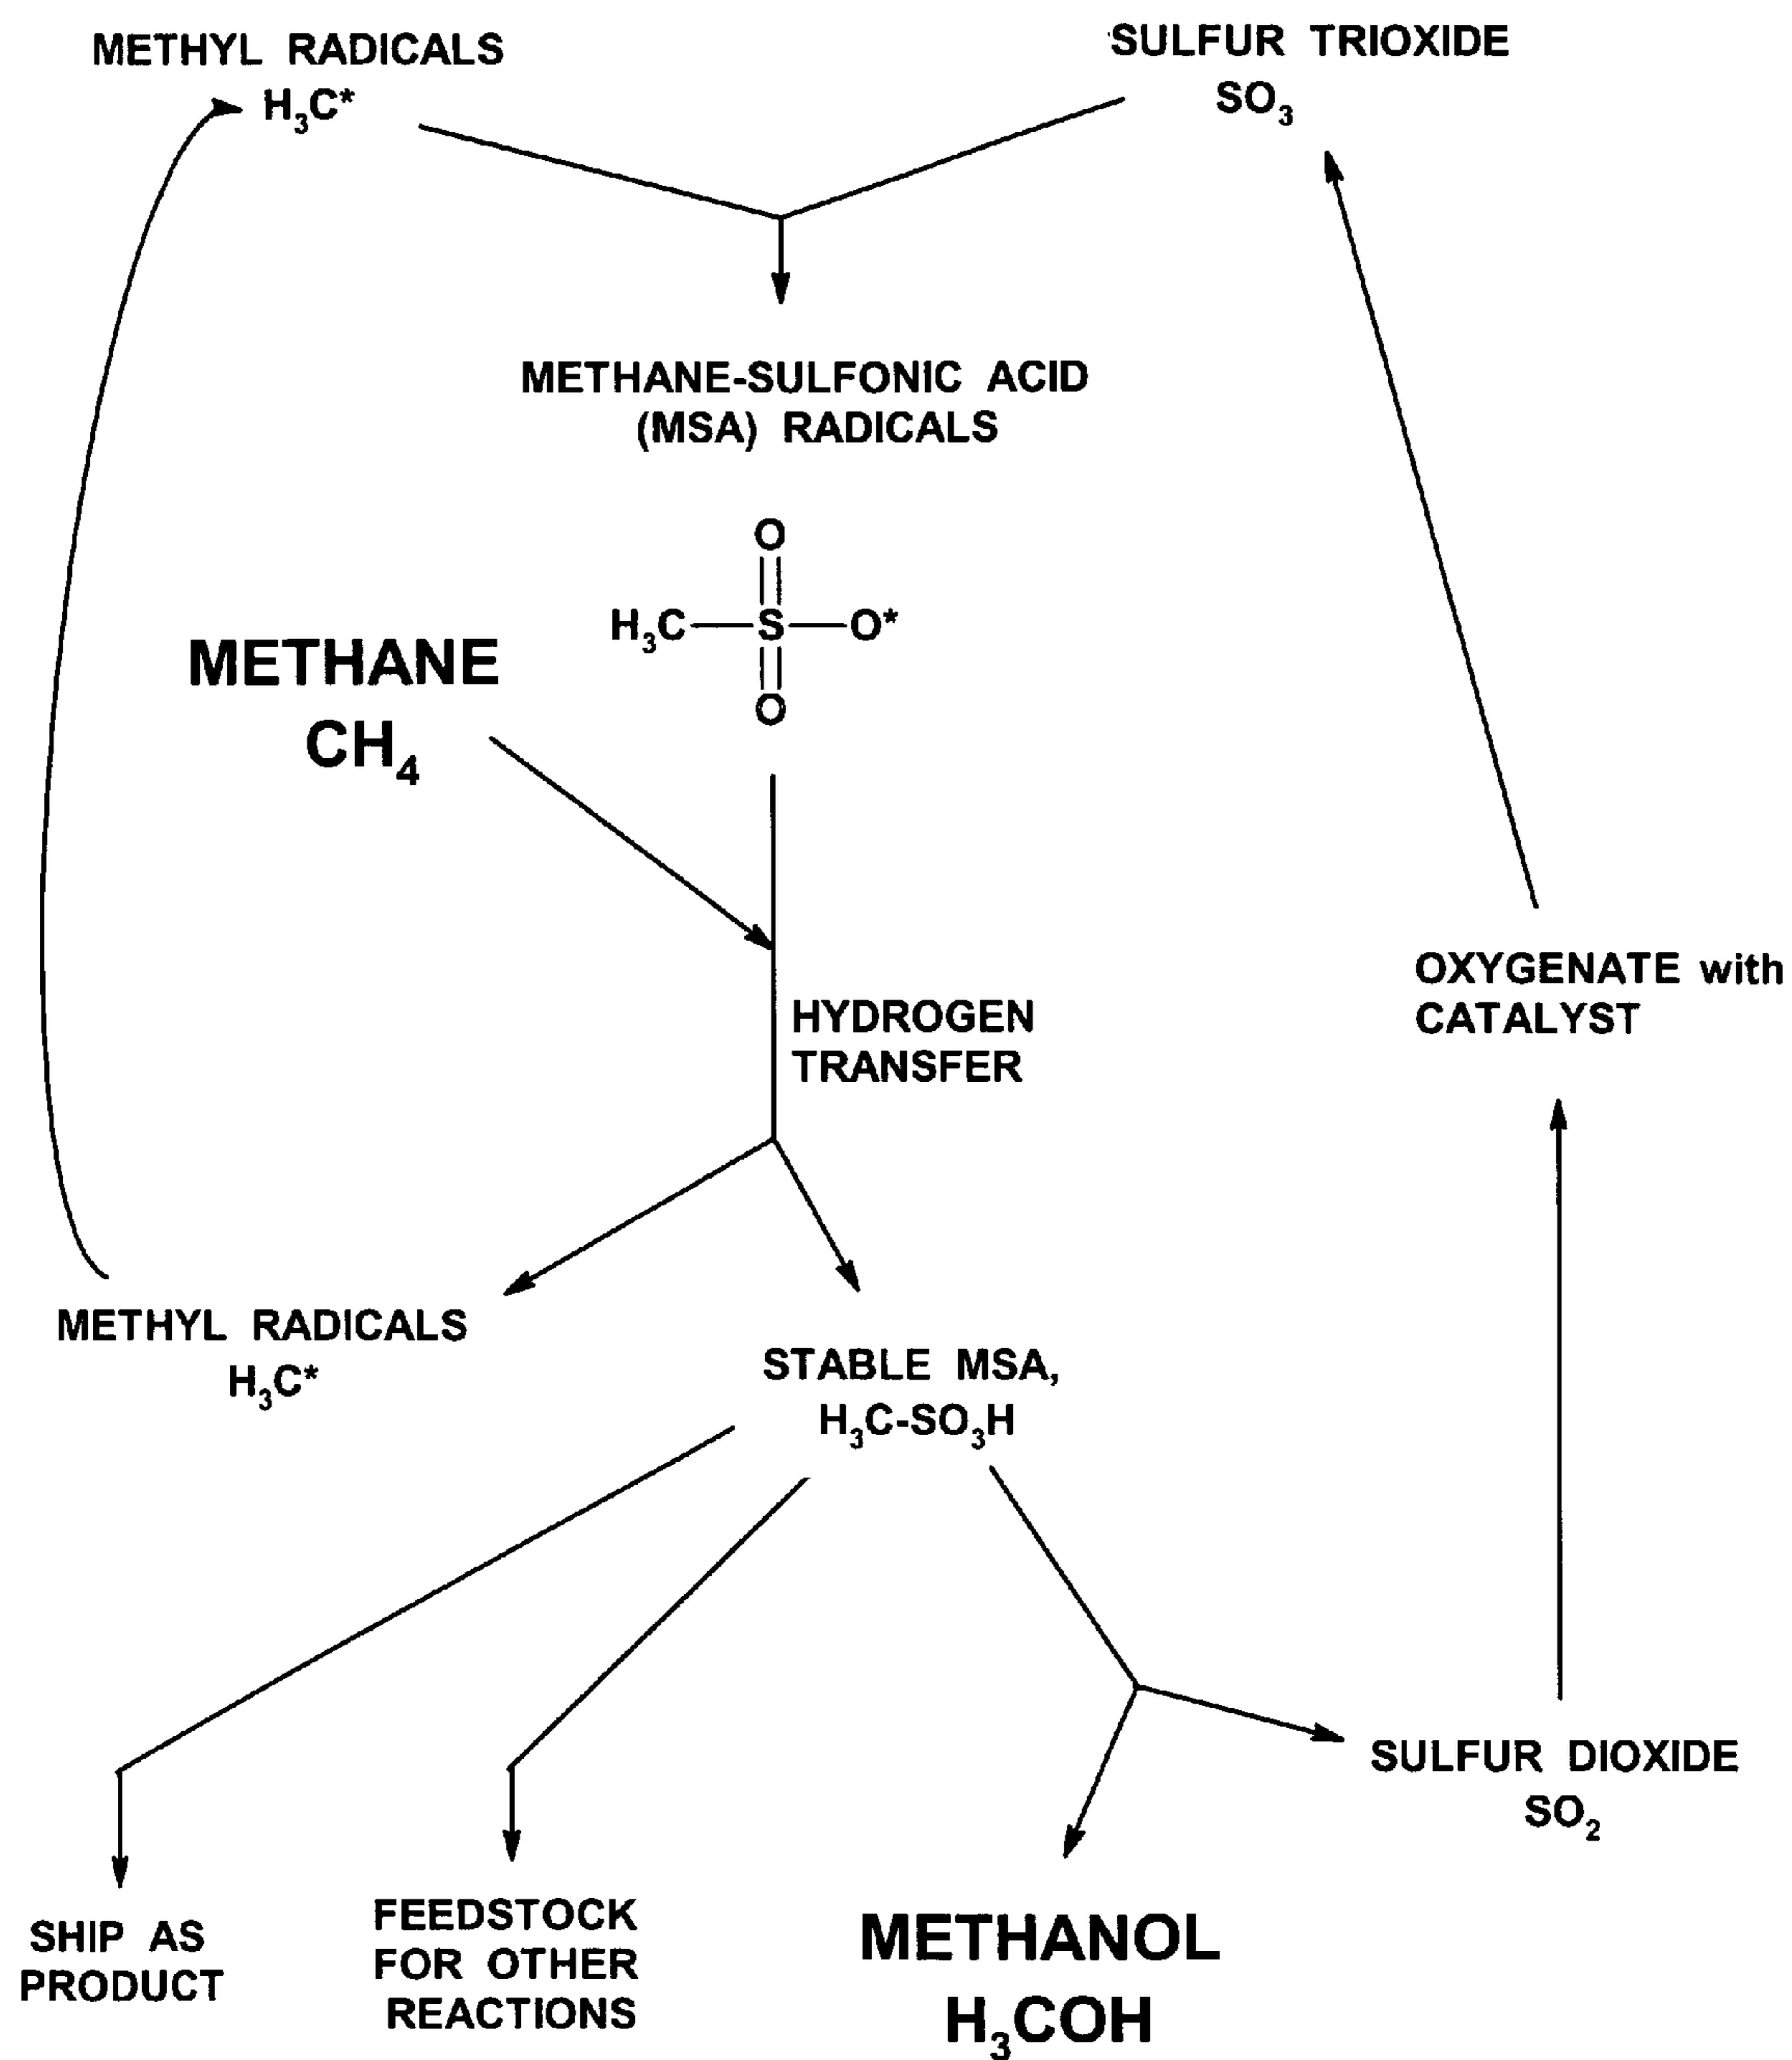 METHYL RADICALS
H₃C*
SULFUR TRIOXIDE
SO₃
METHANE-SULFONIC ACID
(MSA) RADICALS
O
H₃C—S—O*
O
METHANE
CH₄
HYDROGEN
TRANSFER
OXYGENATE with
CATALYST
METHYL RADICALS
H₃C*
STABLE MSA,
H₃C-SO₃H
SULFUR DIOXIDE
SO₂
SHIP AS
PRODUCT
FEEDSTOCK
FOR OTHER
REACTIONS
METHANOL
H₃COH